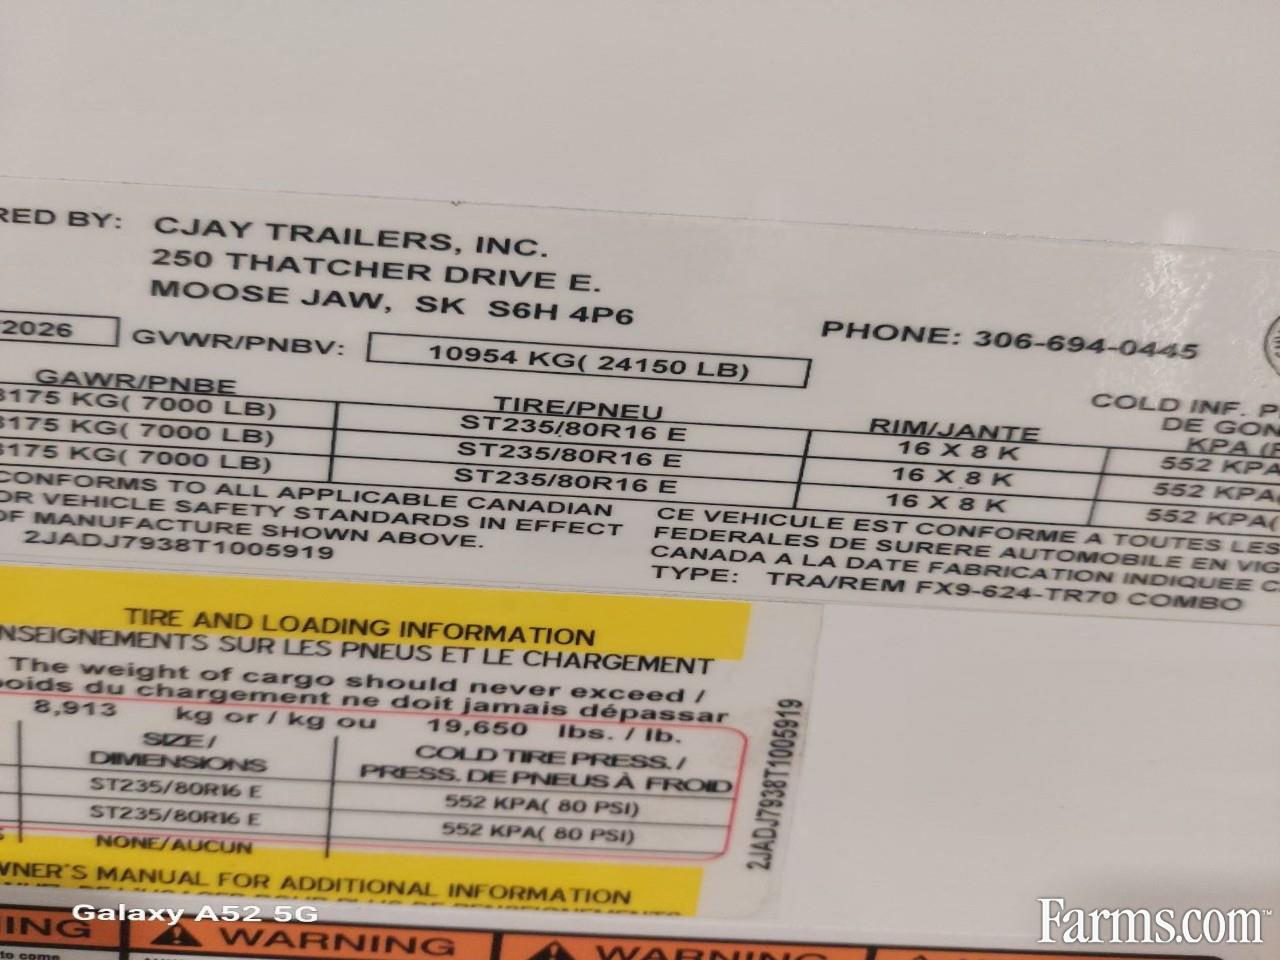 RED BY: CJAY TRAILERS, INC.
250 THATCHER DRIVE E.
MOOSE JAW, SK S6H 4P6
PHONE: 306-694-0445
2026 GVWR/PNBV: 10954 KG( 24150 LB)
GAWR/PNBE TIRE/PNEU RIM/JANTE COLD INF. P
DE GON
KPA (P
3175 KG( 7000 LB) ST235/80R16 E 16 X 8 K 552 KPA
3175 KG( 7000 LB) ST235/80R16 E 16 X 8 K 552 KPA
3175 KG( 7000 LB) ST235/80R16 E 16 X 8 K 552 KPA(
CONFORMS TO ALL APPLICABLE CANADIAN
OR VEHICLE SAFETY STANDARDS IN EFFECT
OF MANUFACTURE SHOWN ABOVE.
2JADJ7938T1005919
CE VEHICULE EST CONFORME A TOUTES LES
FEDERALES DE SURERE AUTOMOBILE EN VIG
CANADA A LA DATE FABRICATION INDIQUEE C
TYPE: TRA/REM FX9-624-TR70 COMBO
TIRE AND LOADING INFORMATION
NSEIGNEMENTS SUR LES PNEUS ET LE CHARGEMENT
The weight of cargo should never exceed /
poids du chargement ne doit jamais dépassar
8,913 kg or / kg ou 19,650 lbs. / lb.
SIZE / DIMENSIONS COLD TIRE PRESS. /
PRESS. DE PNEUS À FROID
ST235/80R16 E 552 KPA( 80 PSI)
ST235/80R16 E 552 KPA( 80 PSI)
NONE/AUCUN
WNER'S MANUAL FOR ADDITIONAL INFORMATION
2JADJ7938T1005919
Galaxy A52 5G
NING WARNING WARNING
to come
Farms.com